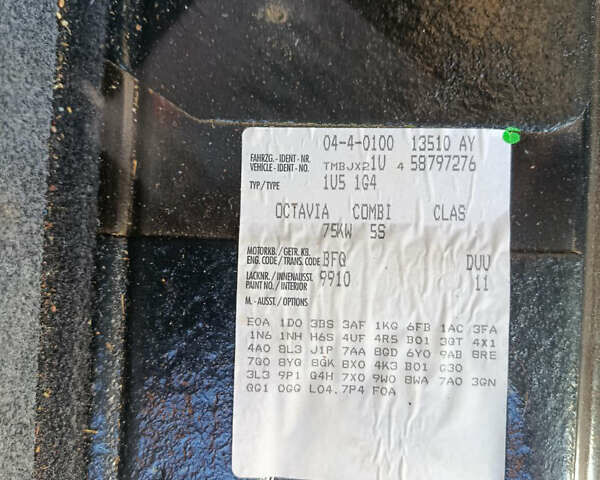 04-4-0100 13510 AY
FAHRZG.-IDENT-NR.
VEHICLE-IDENT-NO. TMBJX21U 4 58797276
TYP/TYPE 1U5 1G4
OCTAVIA COMBI CLAS
75KW 5S
MOTORKB./GETR.KB.
ENG.CODE/TRANS.CODE BFQ DUU
LACKNR./INNENAUSST.
PAINT NO./INTERIOR 9910 11
M.-AUSST./OPTIONS
E0A 1D0 3BS 3AF 1KQ 6FB 1AC 3FA
1N6 1NH H6S 4UF 4R5 B01 3QT 4X1
4A0 8L3 J1P 7AA 8QD 6Y0 9AB 8RE
7G0 8YG 8GK 8X0 4K3 B01 G30
3L3 9P1 G4H 7X0 9W0 8WA 7A0 3GN
QG1 0GG L04.7P4 F0A